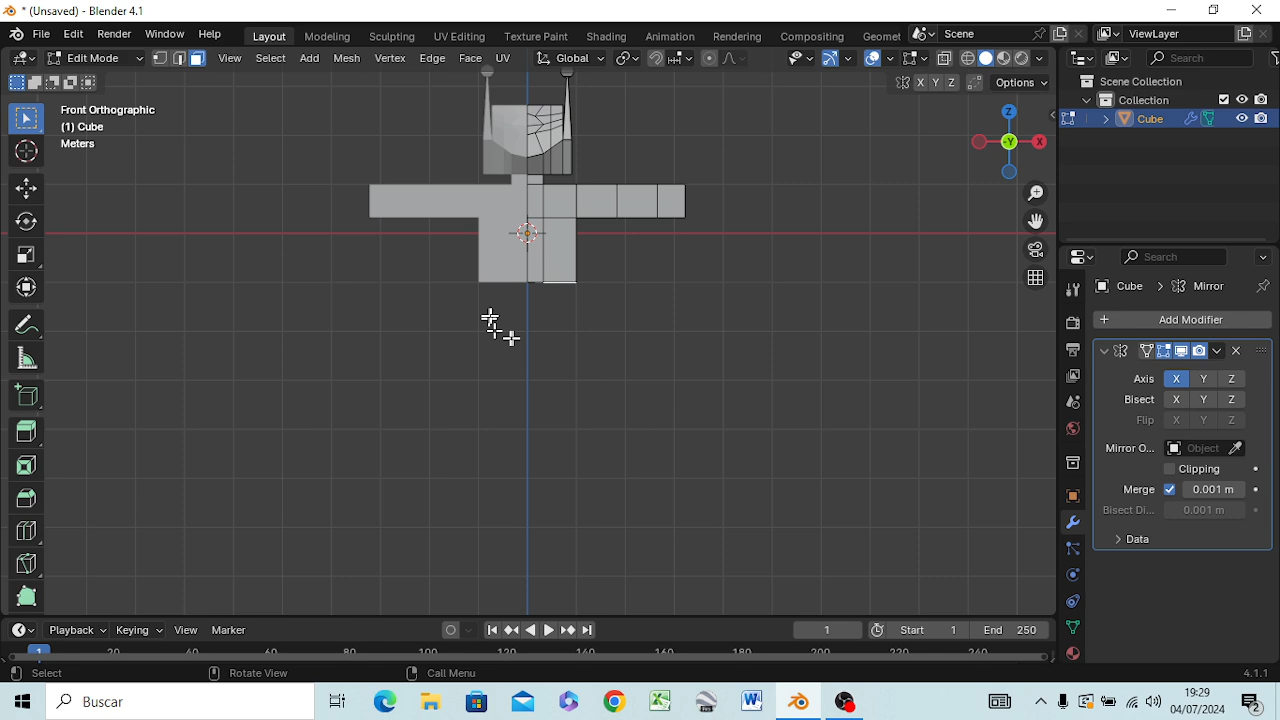 * (Unsaved) - Blender 4.1
File Edit Render Window Help Layout Modeling Sculpting UV Editing Texture Paint Shading Animation Rendering Compositing Geomet Scene ViewLayer
Edit Mode View Select Add Mesh Vertex Edge Face UV Global Search
X Y Z Options
Scene Collection
Collection
Cube
Front Orthographic
(1) Cube
Meters
Z
X
-Y
Search
Cube > Mirror
+ Add Modifier
Axis X Y Z
Bisect X Y Z
Flip X Y Z
Mirror O... Object
Clipping
Merge 0.001 m
Bisect Di... 0.001 m
Data
Playback Keying View Marker 1 Start 1 End 250
1 20 40 60 80 100 120 140 160 180 200 220 240
Select Rotate View Call Menu 4.1.1
Buscar
19:29
04/07/2024
2